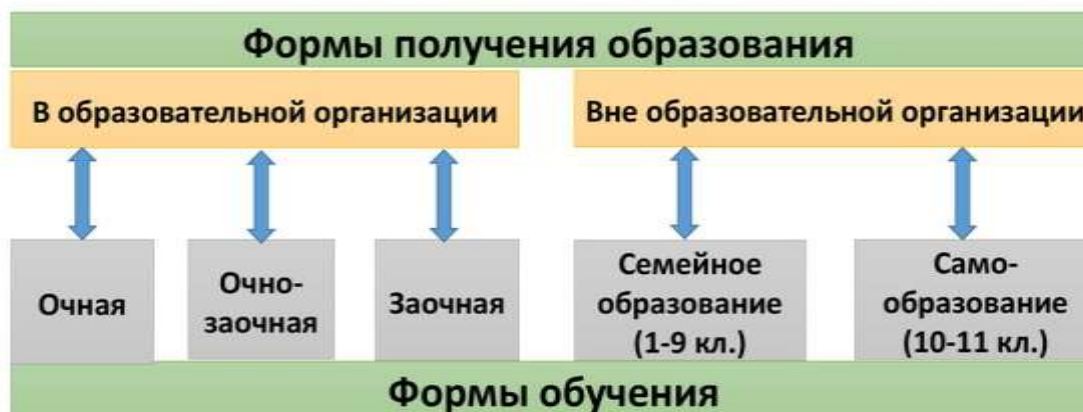 Формы получения образования
В образовательной организации
Вне образовательной организации
Очная
Очно-
заочная
Заочная
Семейное
образование
(1-9 кл.)
Само-
образование
(10-11 кл.)
Формы обучения